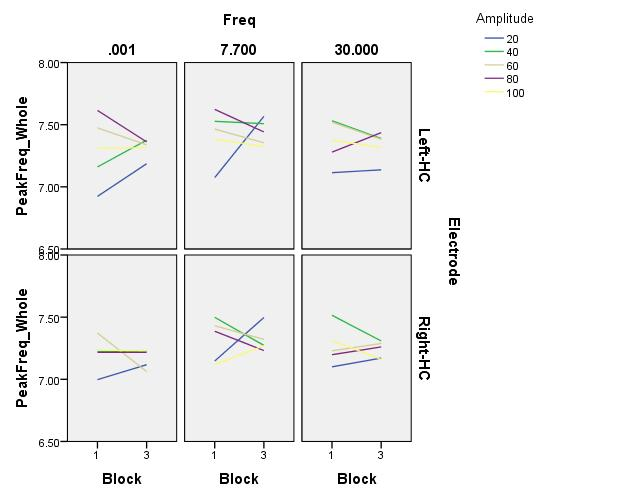 Freq
.001 7.700 30.000
Amplitude
20
40
60
80
100
8.00
7.50
7.00
6.50
PeakFreq_Whole
Left-HC
Electrode
8.00
7.50
7.00
6.50
PeakFreq_Whole
Right-HC
1 3 1 3 1 3
Block Block Block